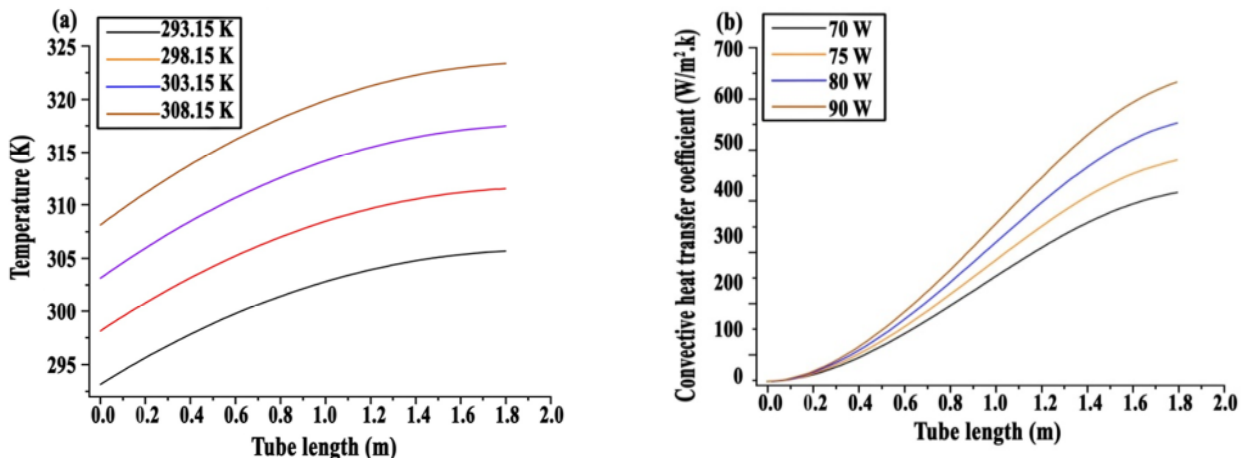 (a)
293.15 K
298.15 K
303.15 K
308.15 K
325
320
315
310
305
300
295
Temperature (K)
0.0 0.2 0.4 0.6 0.8 1.0 1.2 1.4 1.6 1.8 2.0
Tube length (m)
(b)
70 W
75 W
80 W
90 W
700
600
500
400
300
200
100
0
Convective heat transfer coefficient (W/m².k)
0.0 0.2 0.4 0.6 0.8 1.0 1.2 1.4 1.6 1.8 2.0
Tube length (m)